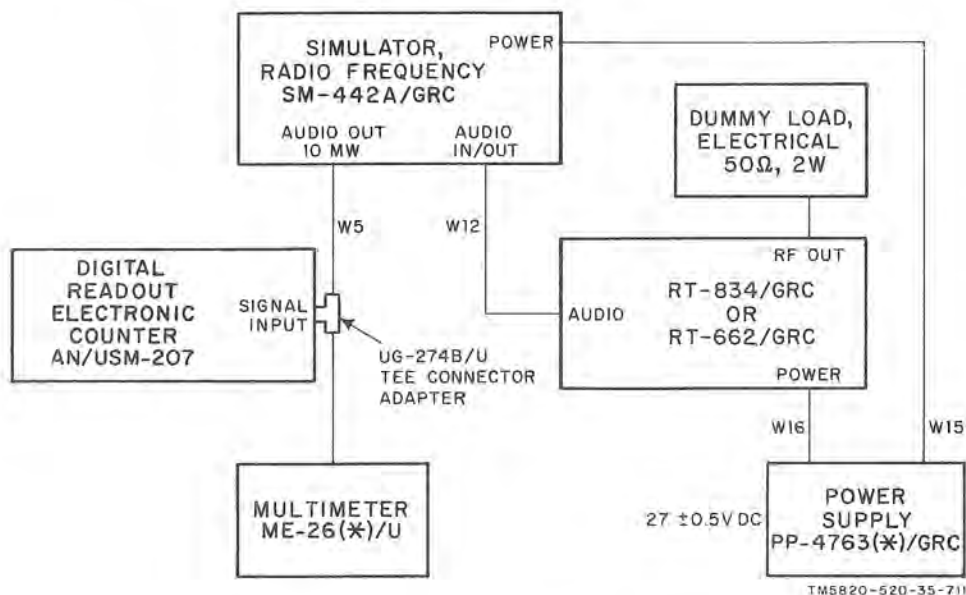 SIMULATOR,
RADIO FREQUENCY
SM-442A/GRC
POWER
AUDIO OUT
10 MW
AUDIO
IN/OUT
DUMMY LOAD,
ELECTRICAL
50Ω, 2W
W5
W12
DIGITAL
READOUT
ELECTRONIC
COUNTER
AN/USM-207
SIGNAL
INPUT
UG-274B/U
TEE CONNECTOR
ADAPTER
RF OUT
RT-834/GRC
OR
RT-662/GRC
AUDIO
POWER
W16
W15
MULTIMETER
ME-26(*)/U
27 ±0.5V DC
POWER
SUPPLY
PP-4763(*)/GRC
TM5820-520-35-711